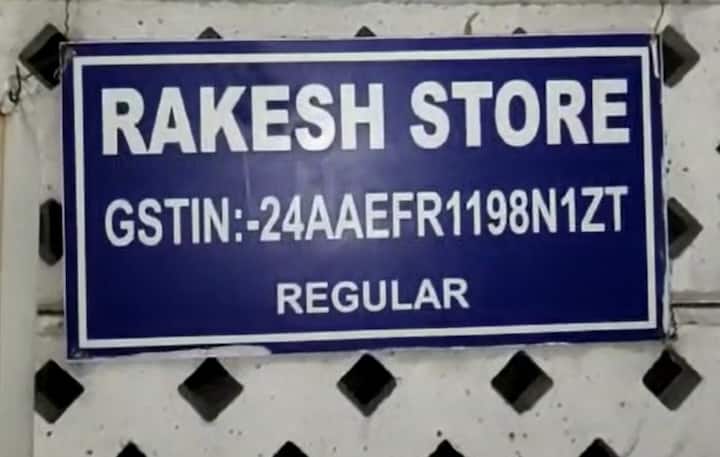 RAKESH STORE
GSTIN:-24AAEFR1198N1ZT
REGULAR